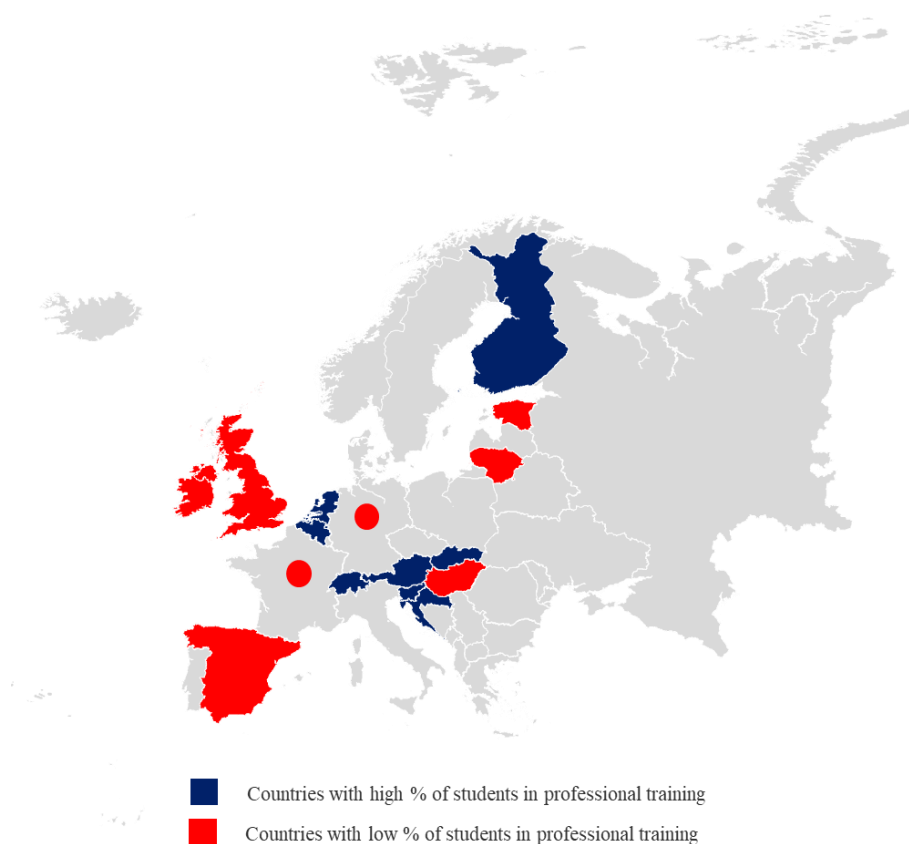 Countries with high % of students in professional training
Countries with low % of students in professional training